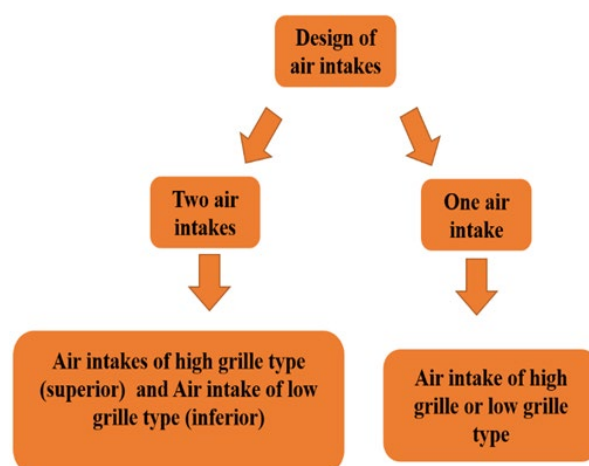 Design of
air intakes
Two air
intakes
One air
intake
Air intakes of high grille type
(superior) and Air intake of low
grille type (inferior)
Air intake of high
grille or low grille
type